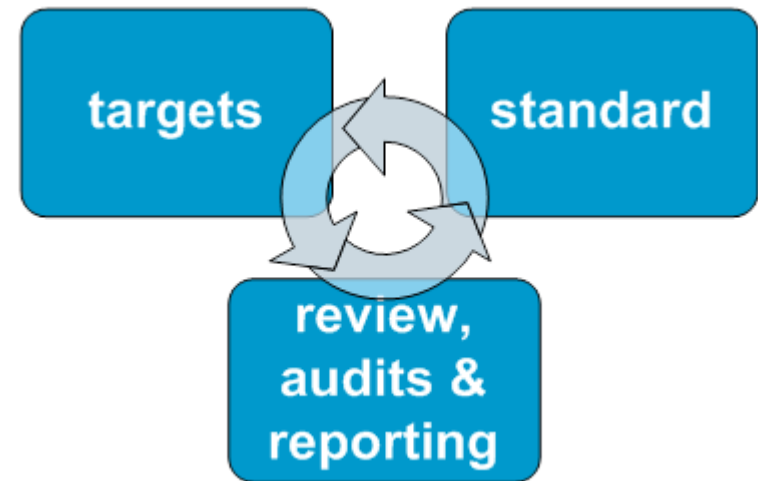 targets
standard
review,
audits &
reporting